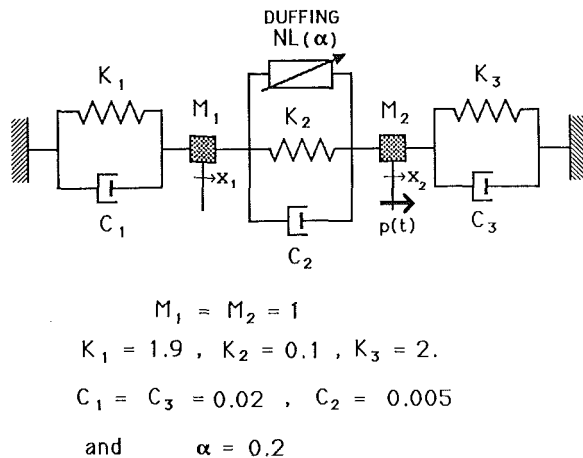 DUFFING
NL(α)
K₁
M₁
K₂
M₂
K₃
x₁
x₂
C₁
C₂
p(t)
C₃
M₁ = M₂ = 1
K₁ = 1.9 , K₂ = 0.1 , K₃ = 2.
C₁ = C₃ = 0.02 , C₂ = 0.005
and α = 0.2